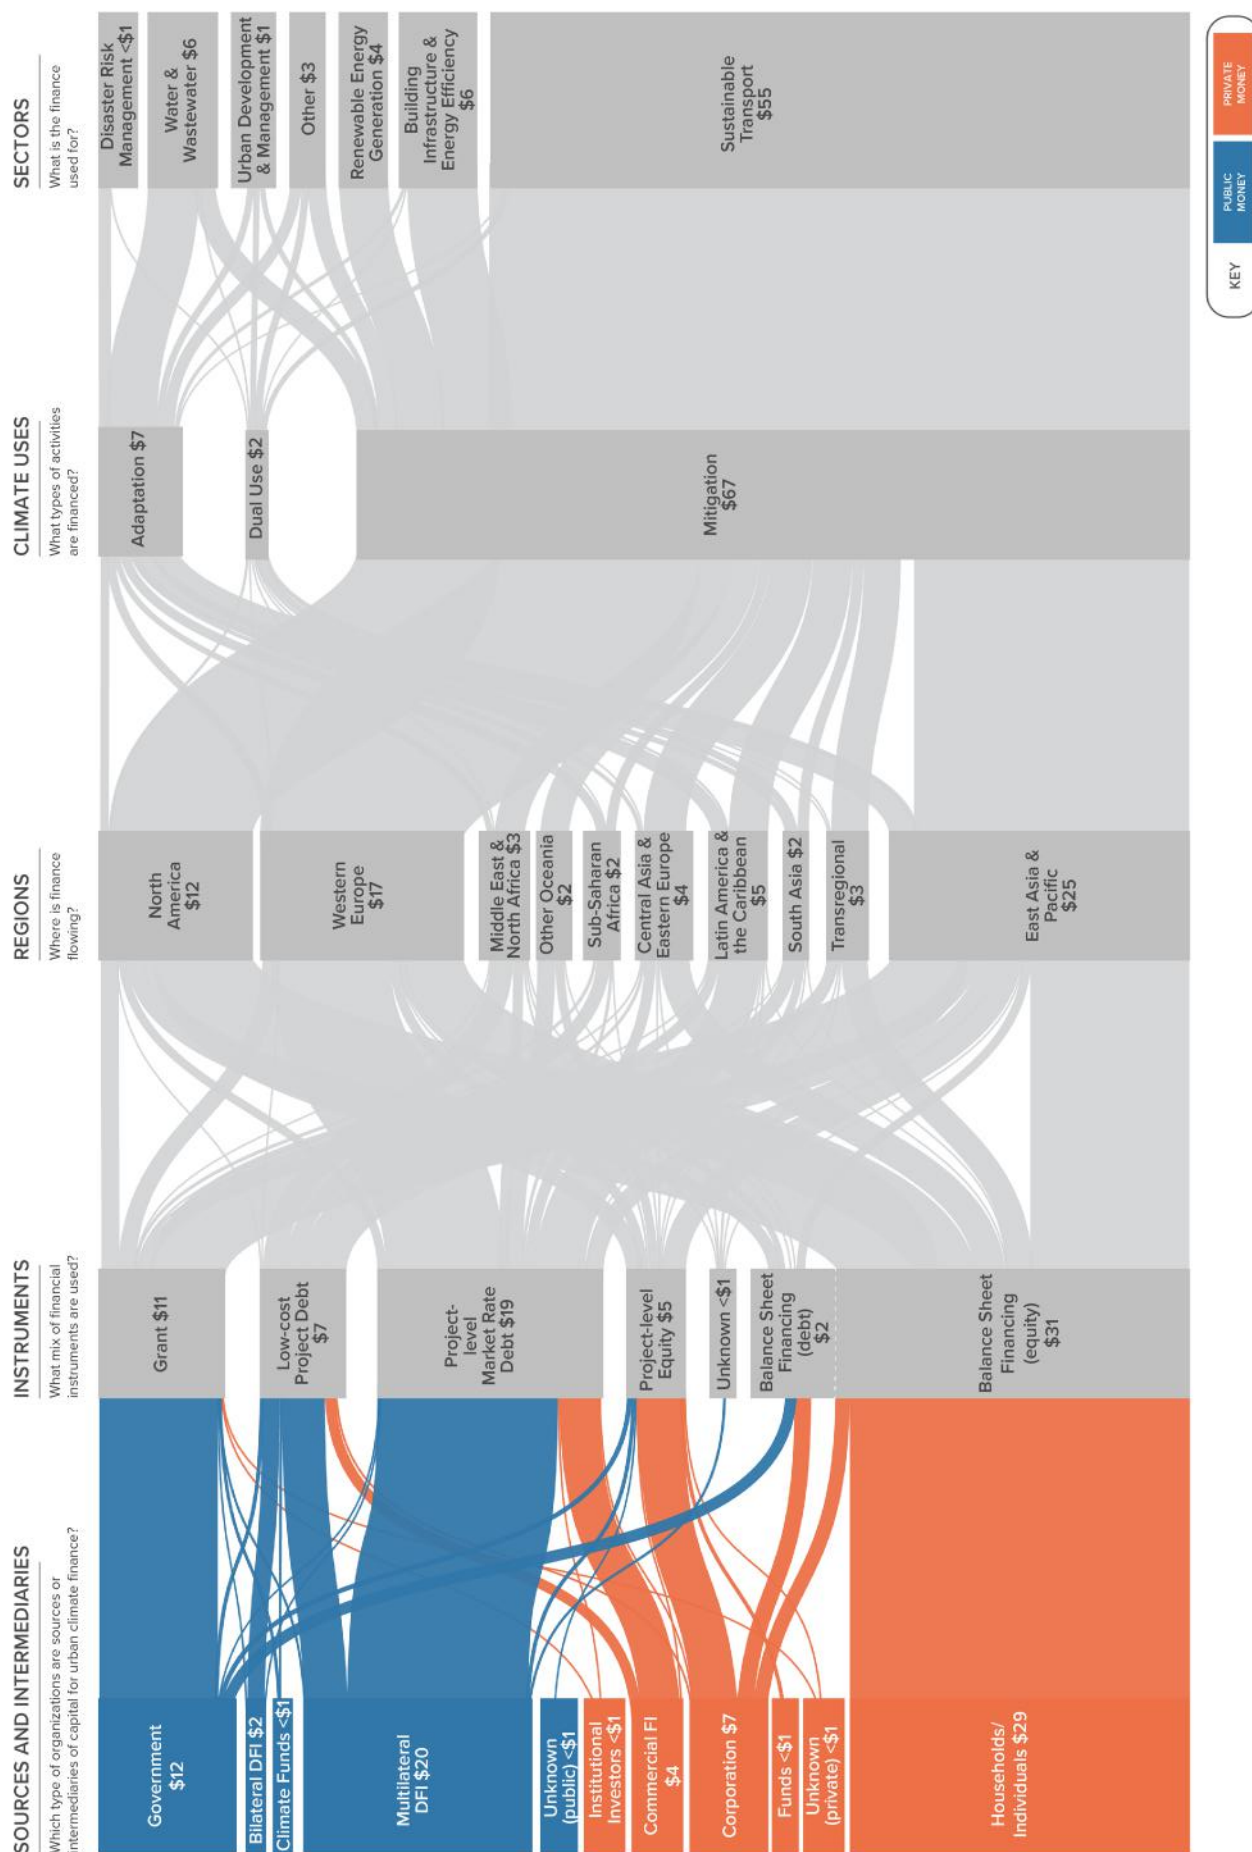 SOURCES AND INTERMEDIARIES
Which type of organizations are sources or
intermediaries of capital for urban climate finance?
Government
$12
Bilateral DFI $2
Climate Funds <$1
Multilateral
DFI $20
Unknown
(public) <$1
Institutional
Investors <$1
Commercial FI
$4
Corporation $7
Funds <$1
Unknown
(private) <$1
Households/
Individuals $29
INSTRUMENTS
What mix of financial
instruments are used?
Grant $11
Low-cost
Project Debt
$7
Project-
level
Market Rate
Debt $19
Project-level
Equity $5
Unknown <$1
Balance Sheet
Financing
(debt)
$2
Balance Sheet
Financing
(equity)
$31
REGIONS
Where is finance
flowing?
North
America
$12
Western
Europe
$17
Middle East &
North Africa $3
Other Oceania
$2
Sub-Saharan
Africa $2
Central Asia &
Eastern Europe
$4
Latin America &
the Caribbean
$5
South Asia $2
Transregional
$3
East Asia &
Pacific
$25
CLIMATE USES
What types of activities
are financed?
Adaptation $7
Dual Use $2
Mitigation
$67
SECTORS
What is the finance
used for?
Disaster Risk
Management <$1
Water &
Wastewater $6
Urban Development
& Management $1
Other $3
Renewable Energy
Generation $4
Building
Infrastructure &
Energy Efficiency
$6
Sustainable
Transport
$55
KEY
PUBLIC
MONEY
PRIVATE
MONEY